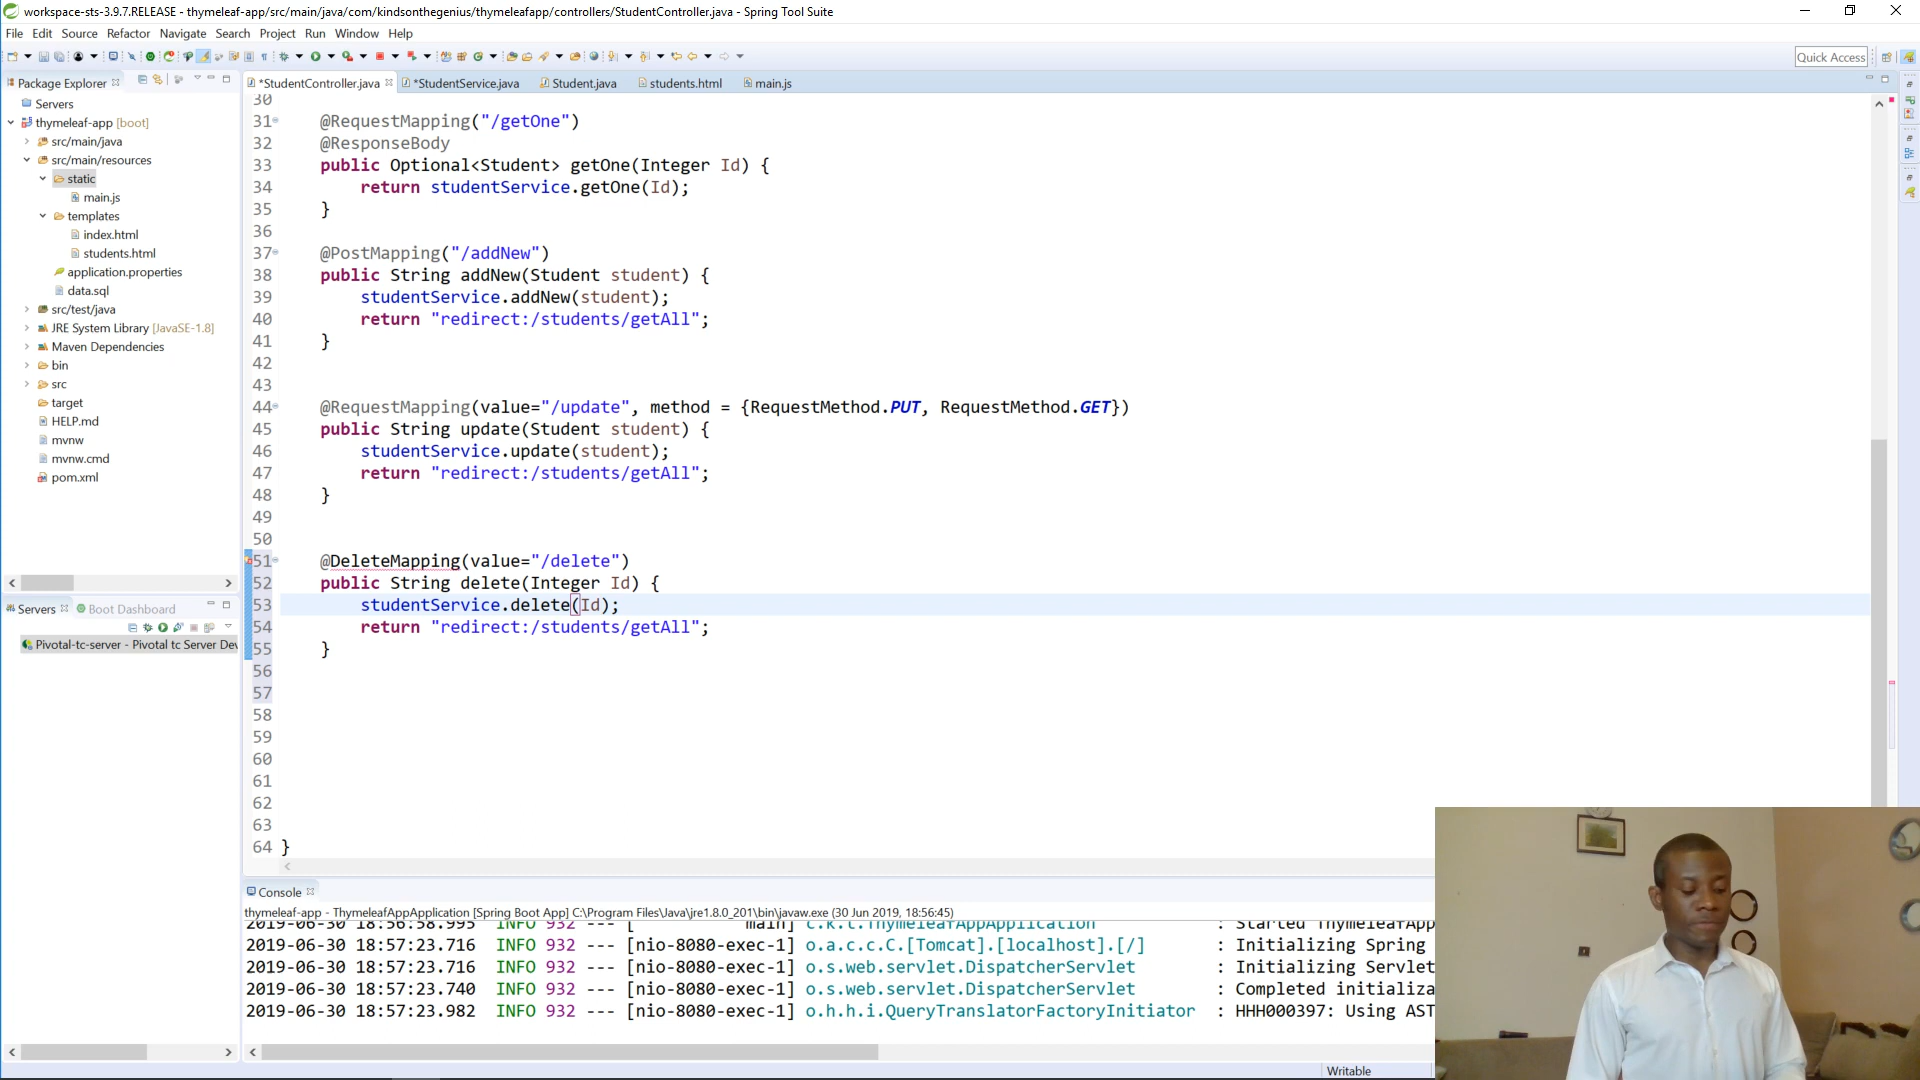 workspace-sts-3.9.7.RELEASE - thymeleaf-app/src/main/java/com/kindsonthegenius/thymeleafapp/controllers/StudentController.java - Spring Tool Suite
File Edit Source Refactor Navigate Search Project Run Window Help
Quick Access
Package Explorer
*StudentController.java *StudentService.java Student.java students.html main.js
Servers
thymeleaf-app [boot]
src/main/java
src/main/resources
static
main.js
templates
index.html
students.html
application.properties
data.sql
src/test/java
JRE System Library [JavaSE-1.8]
Maven Dependencies
bin
src
target
HELP.md
mvnw
mvnw.cmd
pom.xml
Servers Boot Dashboard
Pivotal-tc-server - Pivotal tc Server Dev
30
31 @RequestMapping("/getOne")
32 @ResponseBody
33 public Optional<Student> getOne(Integer Id) {
34 return studentService.getOne(Id);
35 }
36
37 @PostMapping("/addNew")
38 public String addNew(Student student) {
39 studentService.addNew(student);
40 return "redirect:/students/getAll";
41 }
42
43
44 @RequestMapping(value="/update", method = {RequestMethod.PUT, RequestMethod.GET})
45 public String update(Student student) {
46 studentService.update(student);
47 return "redirect:/students/getAll";
48 }
49
50
51 @DeleteMapping(value="/delete")
52 public String delete(Integer Id) {
53 studentService.delete(Id);
54 return "redirect:/students/getAll";
55 }
56
57
58
59
60
61
62
63
64 }
Console
thymeleaf-app - ThymeleafAppApplication [Spring Boot App] C:\Program Files\Java\jre1.8.0_201\bin\javaw.exe (30 Jun 2019, 18:56:45)
2019-06-30 18:56:58.995 INFO 932 --- [ main] c.k.t.ThymeleafAppApplication : Started ThymeleafApp
2019-06-30 18:57:23.716 INFO 932 --- [nio-8080-exec-1] o.a.c.c.C.[Tomcat].[localhost].[/] : Initializing Spring
2019-06-30 18:57:23.716 INFO 932 --- [nio-8080-exec-1] o.s.web.servlet.DispatcherServlet : Initializing Servlet
2019-06-30 18:57:23.740 INFO 932 --- [nio-8080-exec-1] o.s.web.servlet.DispatcherServlet : Completed initializa
2019-06-30 18:57:23.982 INFO 932 --- [nio-8080-exec-1] o.h.h.i.QueryTranslatorFactoryInitiator : HHH000397: Using AST
Writable